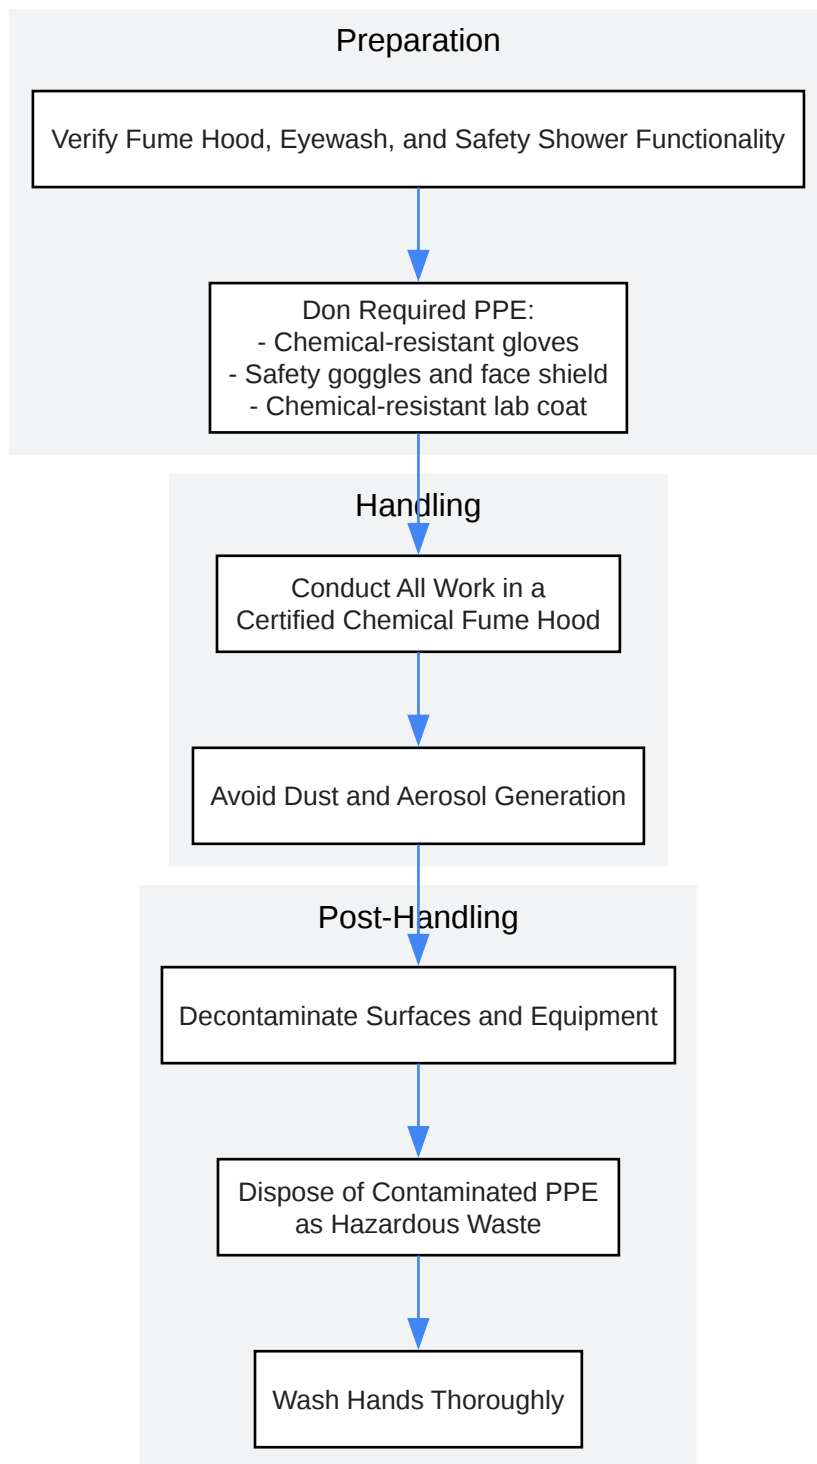 Preparation
Verify Fume Hood, Eyewash, and Safety Shower Functionality
Don Required PPE:
- Chemical-resistant gloves
- Safety goggles and face shield
- Chemical-resistant lab coat
Handling
Conduct All Work in a
Certified Chemical Fume Hood
Avoid Dust and Aerosol Generation
Post-Handling
Decontaminate Surfaces and Equipment
Dispose of Contaminated PPE
as Hazardous Waste
Wash Hands Thoroughly